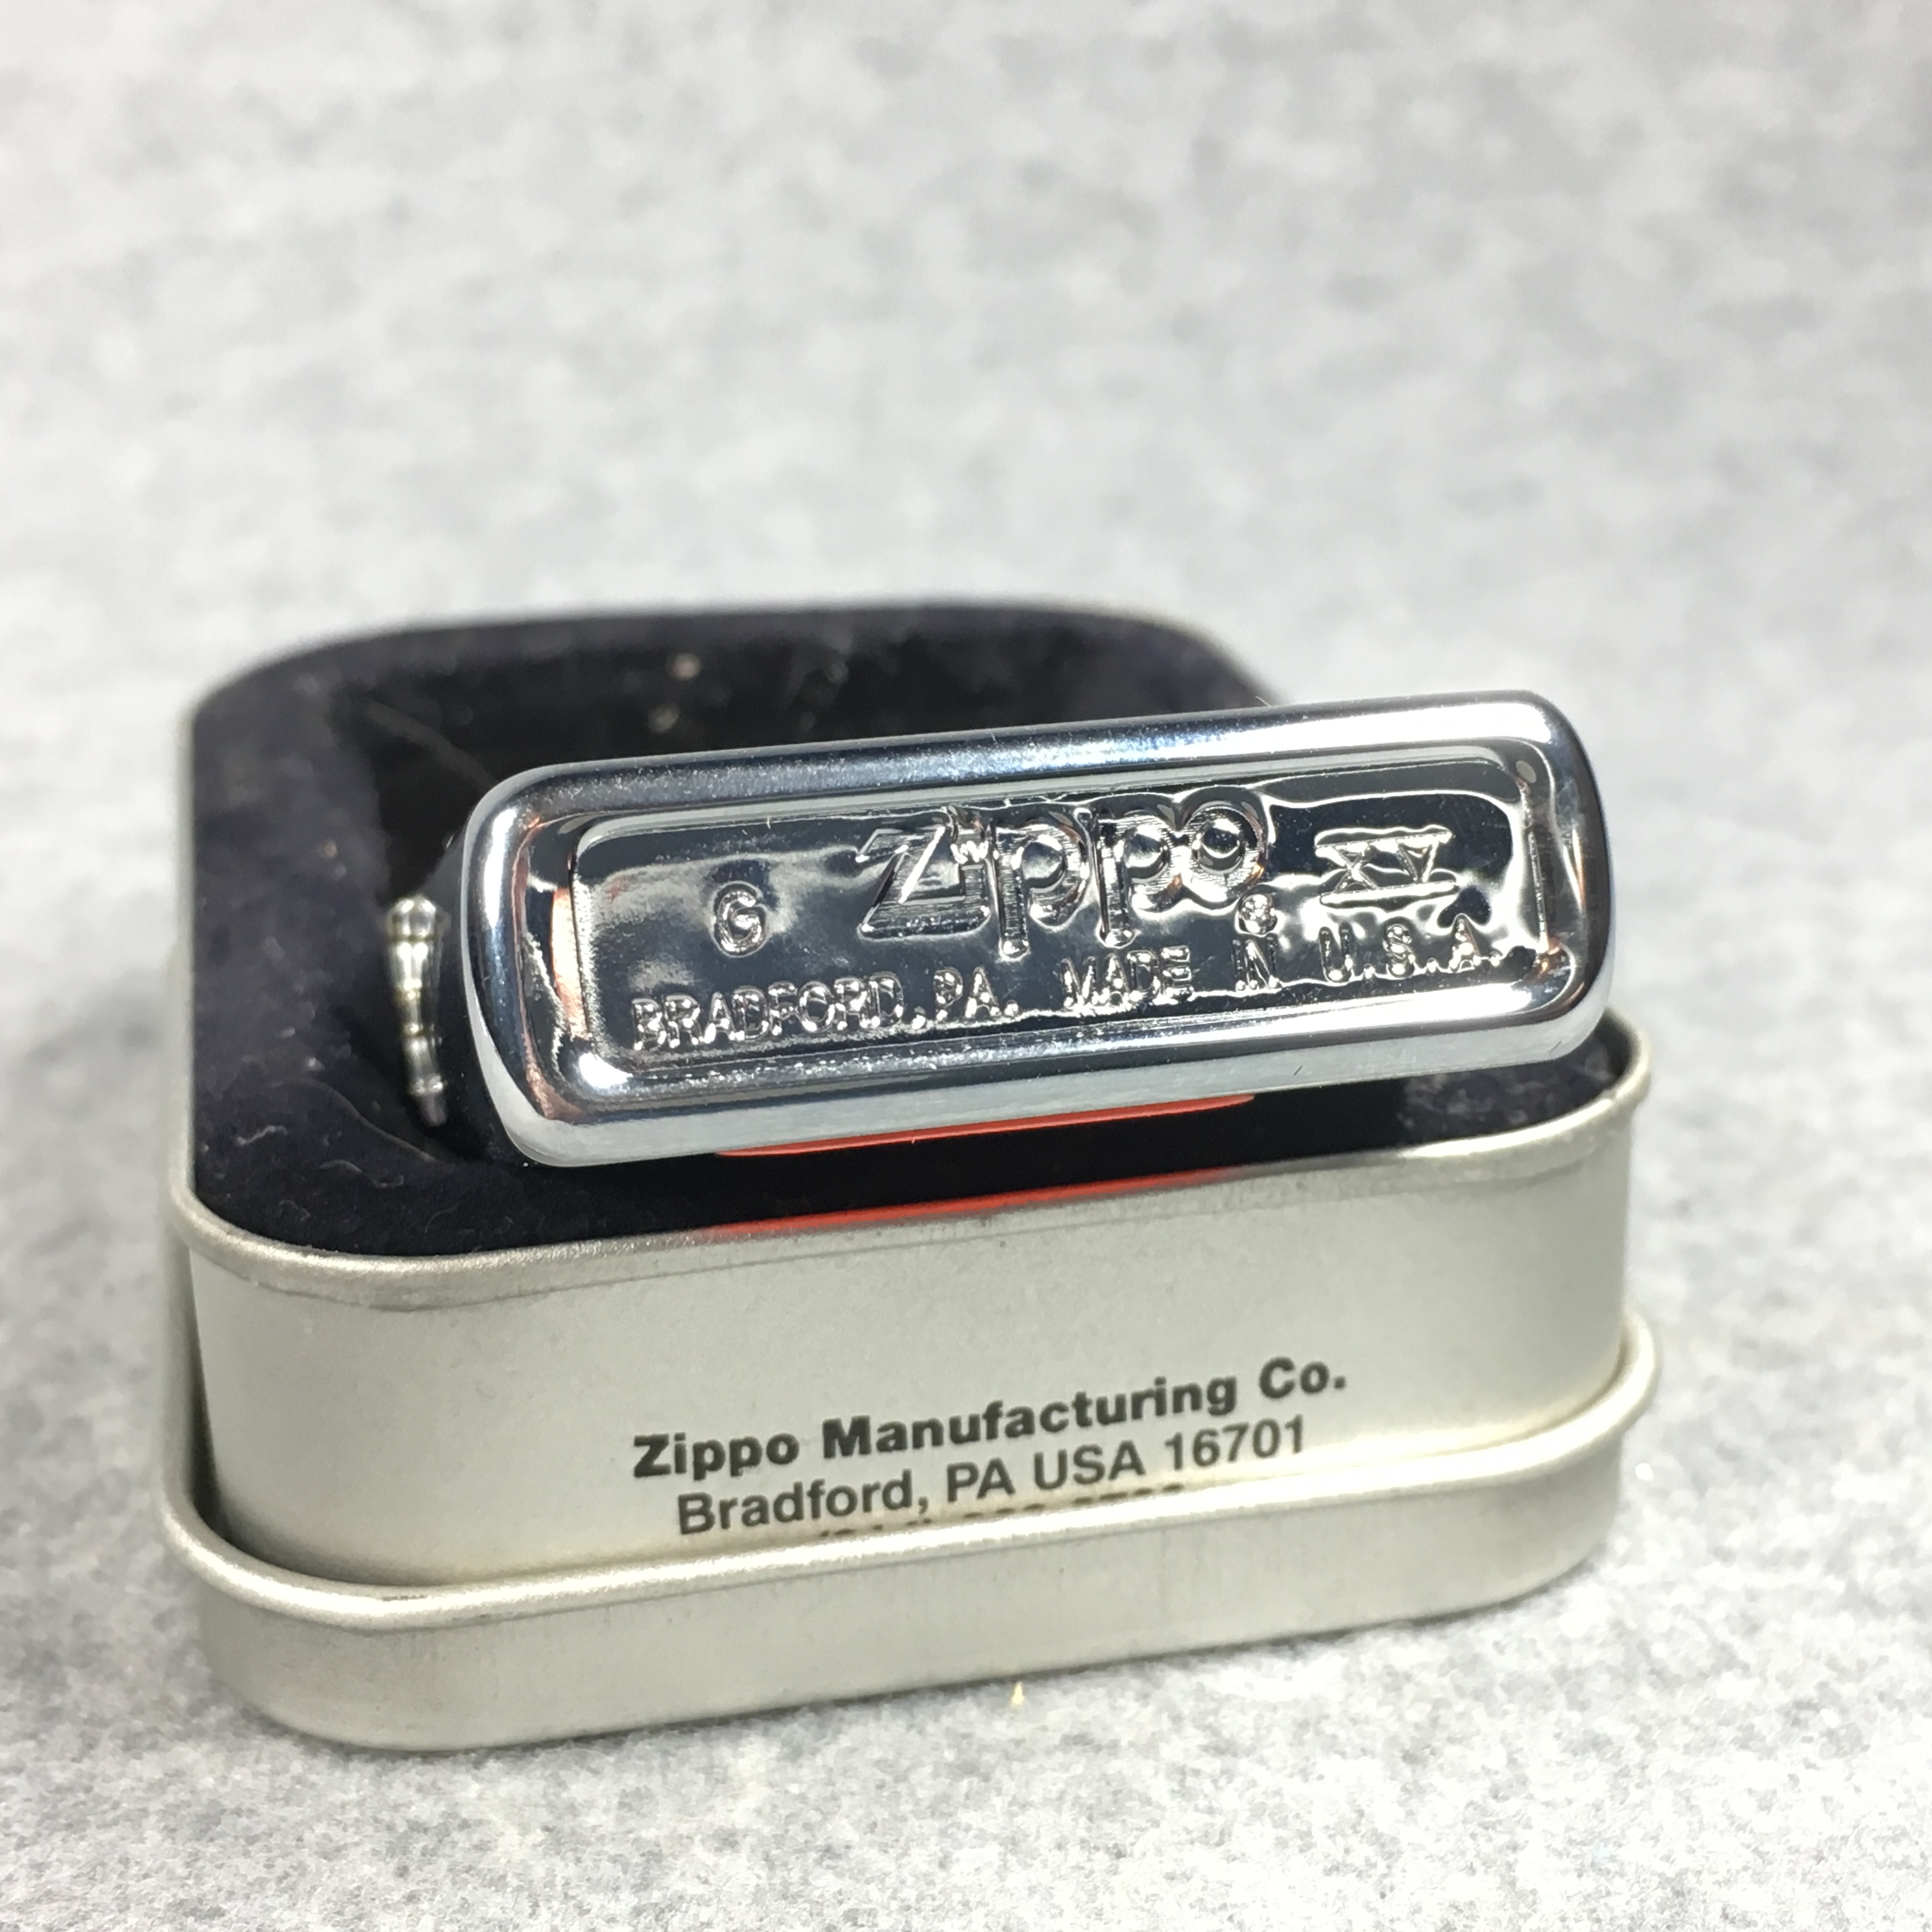 G Zippo XV
BRADFORD, PA. MADE IN U.S.A.
Zippo Manufacturing Co.
Bradford, PA USA 16701